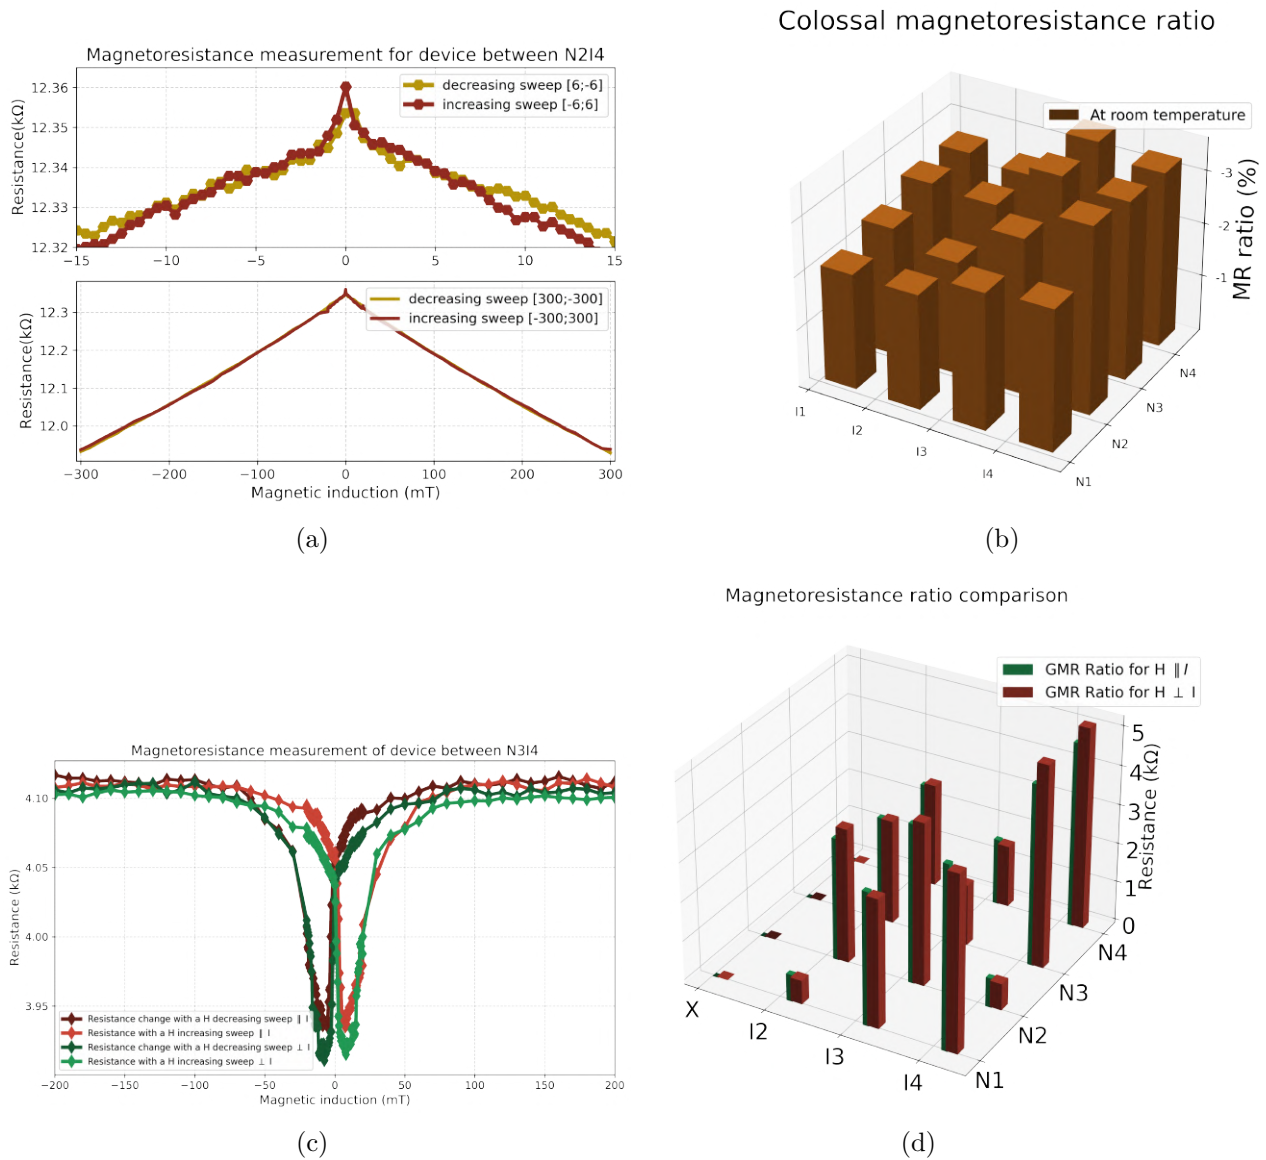 Magnetoresistance measurement for device between N2I4
12.36
12.35
12.34
12.33
12.32
Resistance(kΩ)
decreasing sweep [6;-6]
increasing sweep [-6;6]
−15 −10 −5 0 5 10 15
12.3
12.2
12.1
12.0
Resistance(kΩ)
decreasing sweep [300;-300]
increasing sweep [-300;300]
−300 −200 −100 0 100 200 300
Magnetic induction (mT)
(a)
Colossal magnetoresistance ratio
At room temperature
-3
-2
-1
MR ratio (%)
I1
I2
I3
I4
N1
N2
N3
N4
(b)
Magnetoresistance measurement of device between N3I4
4.10
4.05
4.00
3.95
Resistance (kΩ)
Resistance change with a H decreasing sweep ∥ I
Resistance with a H increasing sweep ∥ I
Resistance change with a H decreasing sweep ⊥ I
Resistance with a H increasing sweep ⊥ I
−200 −150 −100 −50 0 50 100 150 200
Magnetic induction (mT)
(c)
Magnetoresistance ratio comparison
GMR Ratio for H ∥ I
GMR Ratio for H ⊥ I
5
4
3
2
1
0
Resistance (kΩ)
X
I2
I3
I4
N1
N2
N3
N4
(d)